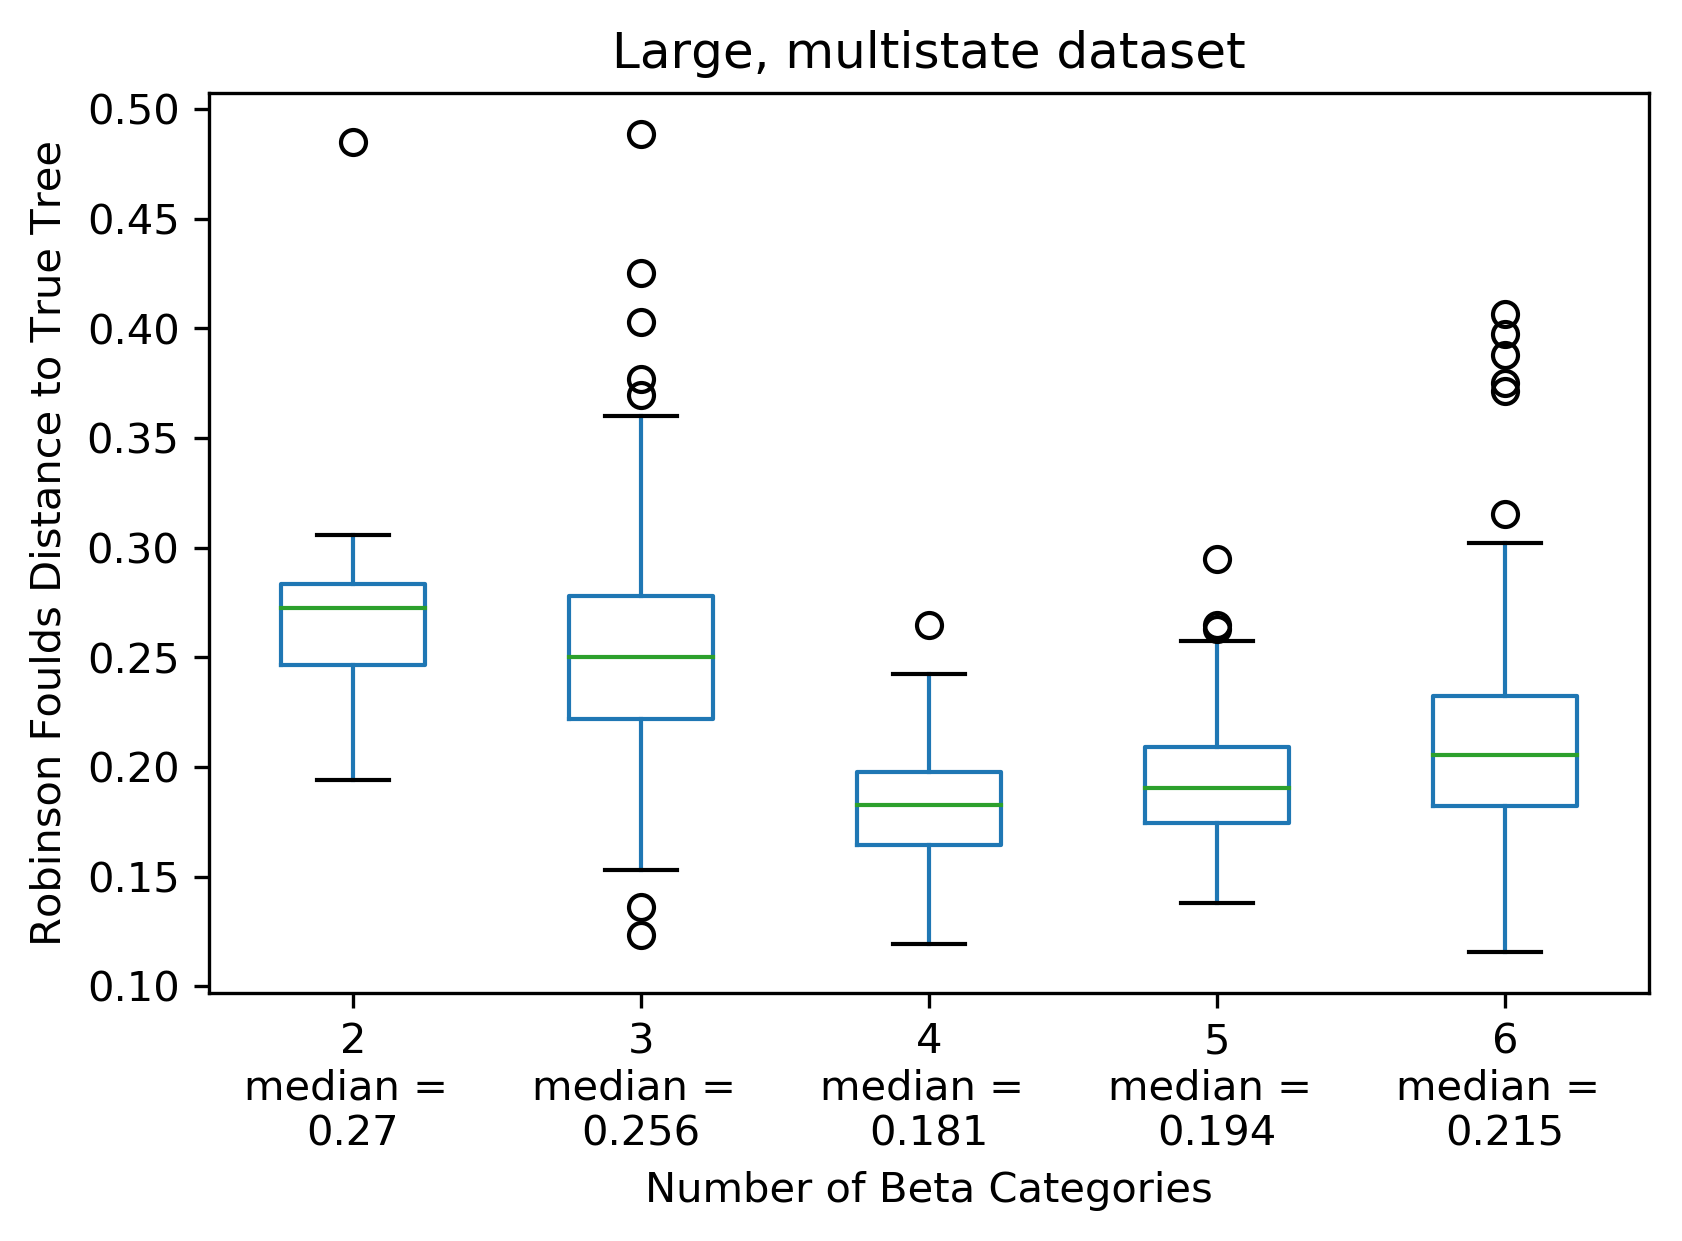 Large, multistate dataset
Robinson Foulds Distance to True Tree
0.50
0.45
0.40
0.35
0.30
0.25
0.20
0.15
0.10
2 3 4 5 6
median = median = median = median = median =
0.27 0.256 0.181 0.194 0.215
Number of Beta Categories